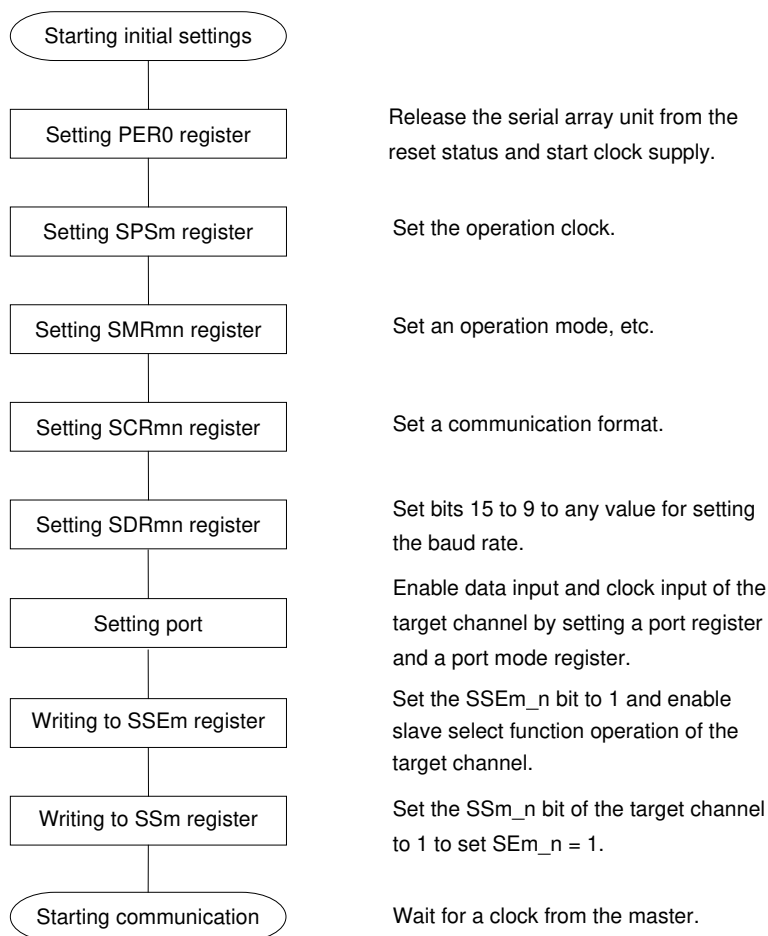 Starting initial settings
Setting PER0 register
Release the serial array unit from the
reset status and start clock supply.
Setting SPSm register
Set the operation clock.
Setting SMRmn register
Set an operation mode, etc.
Setting SCRmn register
Set a communication format.
Setting SDRmn register
Set bits 15 to 9 to any value for setting
the baud rate.
Setting port
Enable data input and clock input of the
target channel by setting a port register
and a port mode register.
Writing to SSEm register
Set the SSEm_n bit to 1 and enable
slave select function operation of the
target channel.
Writing to SSm register
Set the SSm_n bit of the target channel
to 1 to set SEm_n = 1.
Starting communication
Wait for a clock from the master.